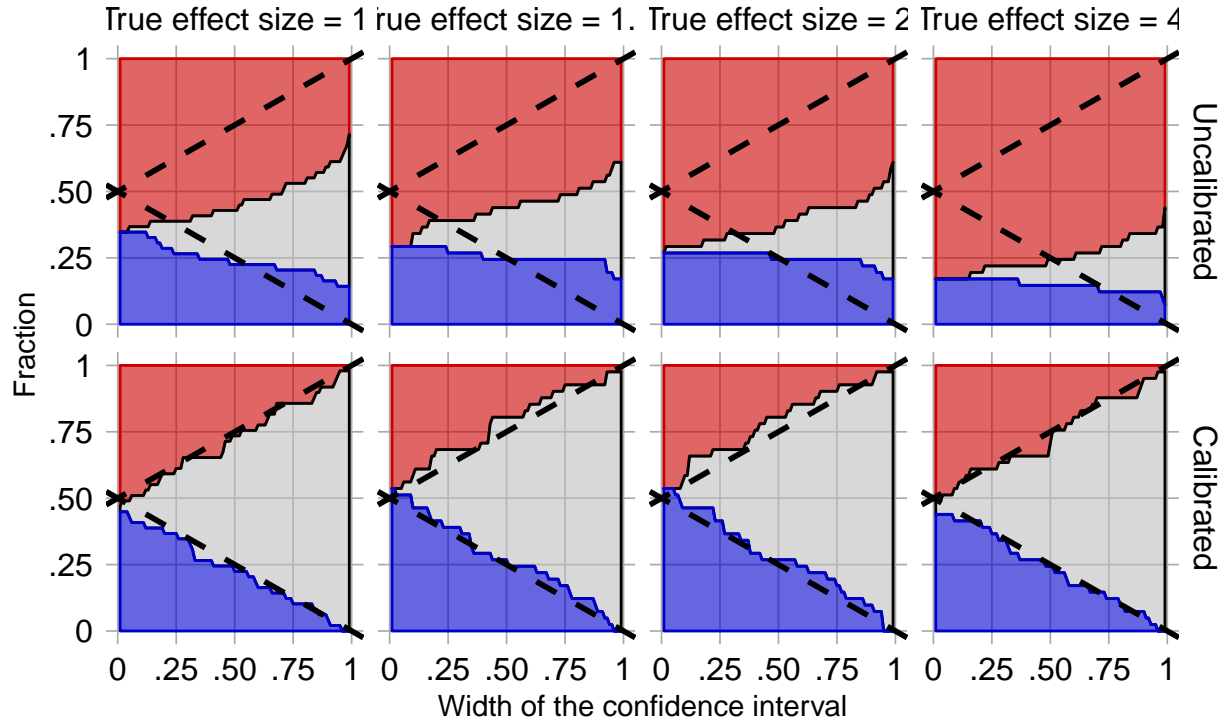 True effect size = 1
rue effect size = 1.
True effect size = 2
True effect size = 4
1
.75
.50
.25
0
Uncalibrated
Fraction
1
.75
.50
.25
0
Calibrated
0 .25 .50 .75 1
0 .25 .50 .75 1
0 .25 .50 .75 1
0 .25 .50 .75 1
Width of the confidence interval